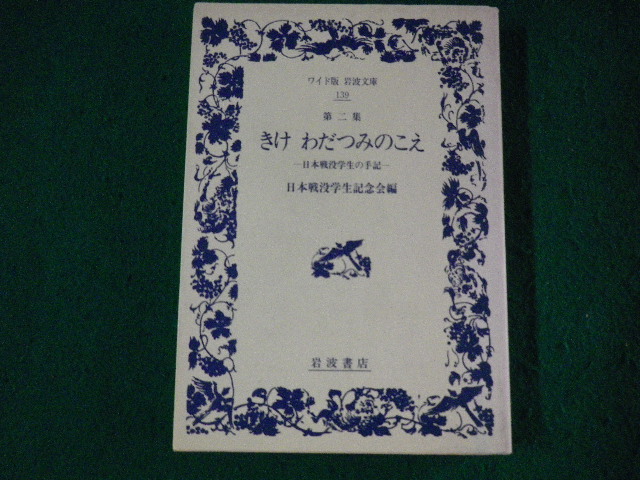 ワイド版 岩波文庫
139
第二集
きけ わだつみのこえ
―日本戦没学生の手記―
日本戦没学生記念会編
岩波書店